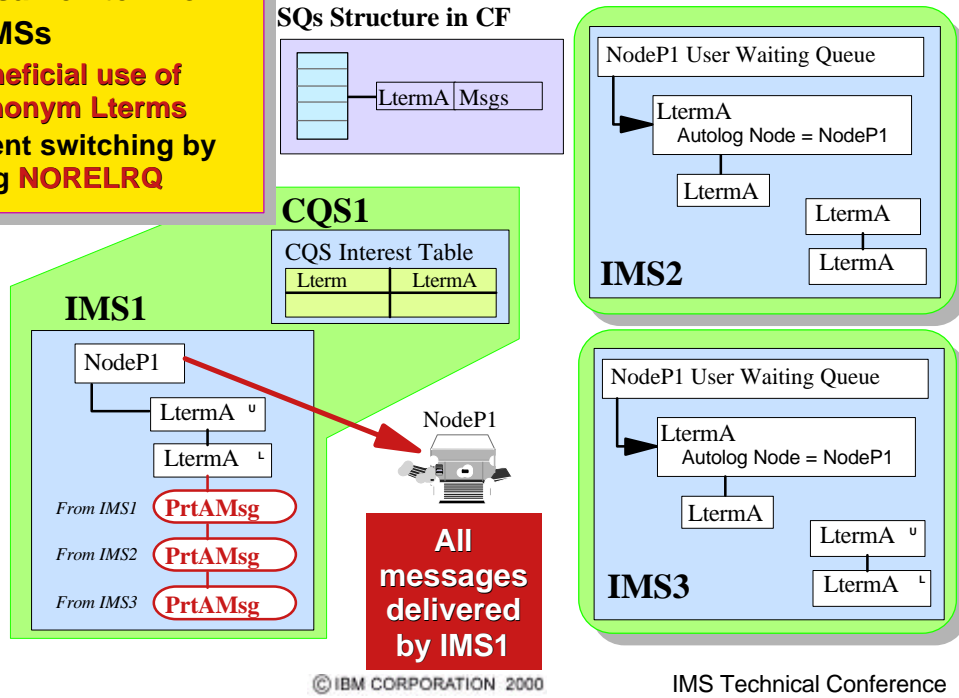 MSs
eficial use of
onym Lterms
ent switching by
g NORELRQ
SQs Structure in CF
LtermA Msgs
CQS1
CQS Interest Table
Lterm LtermA
IMS1
NodeP1
LtermA U
LtermA L
From IMS1 PrtAMsg
From IMS2 PrtAMsg
From IMS3 PrtAMsg
NodeP1
All
messages
delivered
by IMS1
NodeP1 User Waiting Queue
LtermA
Autolog Node = NodeP1
LtermA
LtermA
LtermA
IMS2
NodeP1 User Waiting Queue
LtermA
Autolog Node = NodeP1
LtermA
LtermA U
LtermA L
IMS3
© IBM CORPORATION 2000
IMS Technical Conference